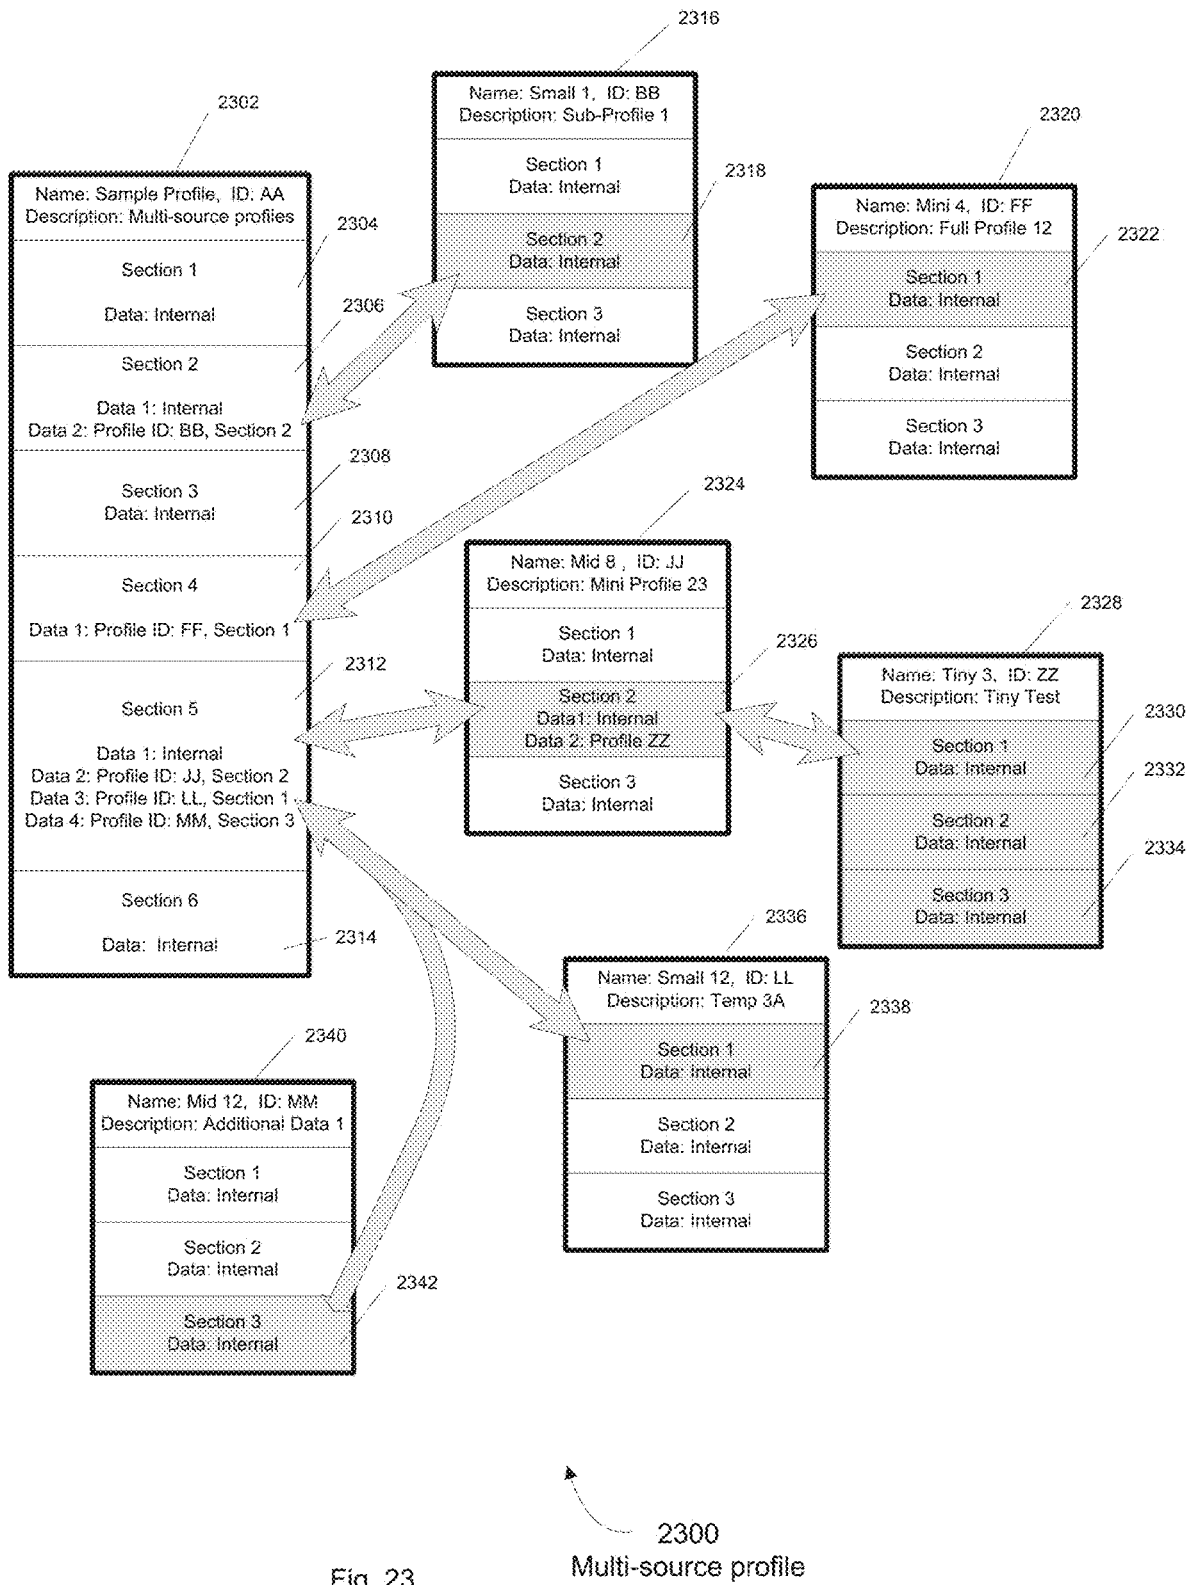 2316
Name: Small 1, ID: BB
Description: Sub-Profile 1
Section 1
Data: Internal
2318
Section 2
Data: Internal
Section 3
Data: Internal
2302
Name: Sample Profile, ID: AA
Description: Multi-source profiles
2304
Section 1
Data: Internal
2306
Section 2
Data 1: Internal
Data 2: Profile ID: BB, Section 2
2308
Section 3
Data: Internal
2310
Section 4
Data 1: Profile ID: FF, Section 1
2312
Section 5
Data 1: Internal
Data 2: Profile ID: JJ, Section 2
Data 3: Profile ID: LL, Section 1
Data 4: Profile ID: MM, Section 3
Section 6
Data: Internal
2314
2320
Name: Mini 4, ID: FF
Description: Full Profile 12
2322
Section 1
Data: Internal
Section 2
Data: Internal
Section 3
Data: Internal
2324
Name: Mid 8 , ID: JJ
Description: Mini Profile 23
Section 1
Data: Internal
2326
Section 2
Data1: Internal
Data 2: Profile ZZ
Section 3
Data: Internal
2328
Name: Tiny 3, ID: ZZ
Description: Tiny Test
2330
Section 1
Data: Internal
2332
Section 2
Data: Internal
2334
Section 3
Data: Internal
2336
Name: Small 12, ID: LL
Description: Temp 3A
2338
Section 1
Data: Internal
Section 2
Data: Internal
Section 3
Data: Internal
2340
Name: Mid 12, ID: MM
Description: Additional Data 1
Section 1
Data: Internal
Section 2
Data: Internal
2342
Section 3
Data: Internal
2300
Multi-source profile
Fig. 23